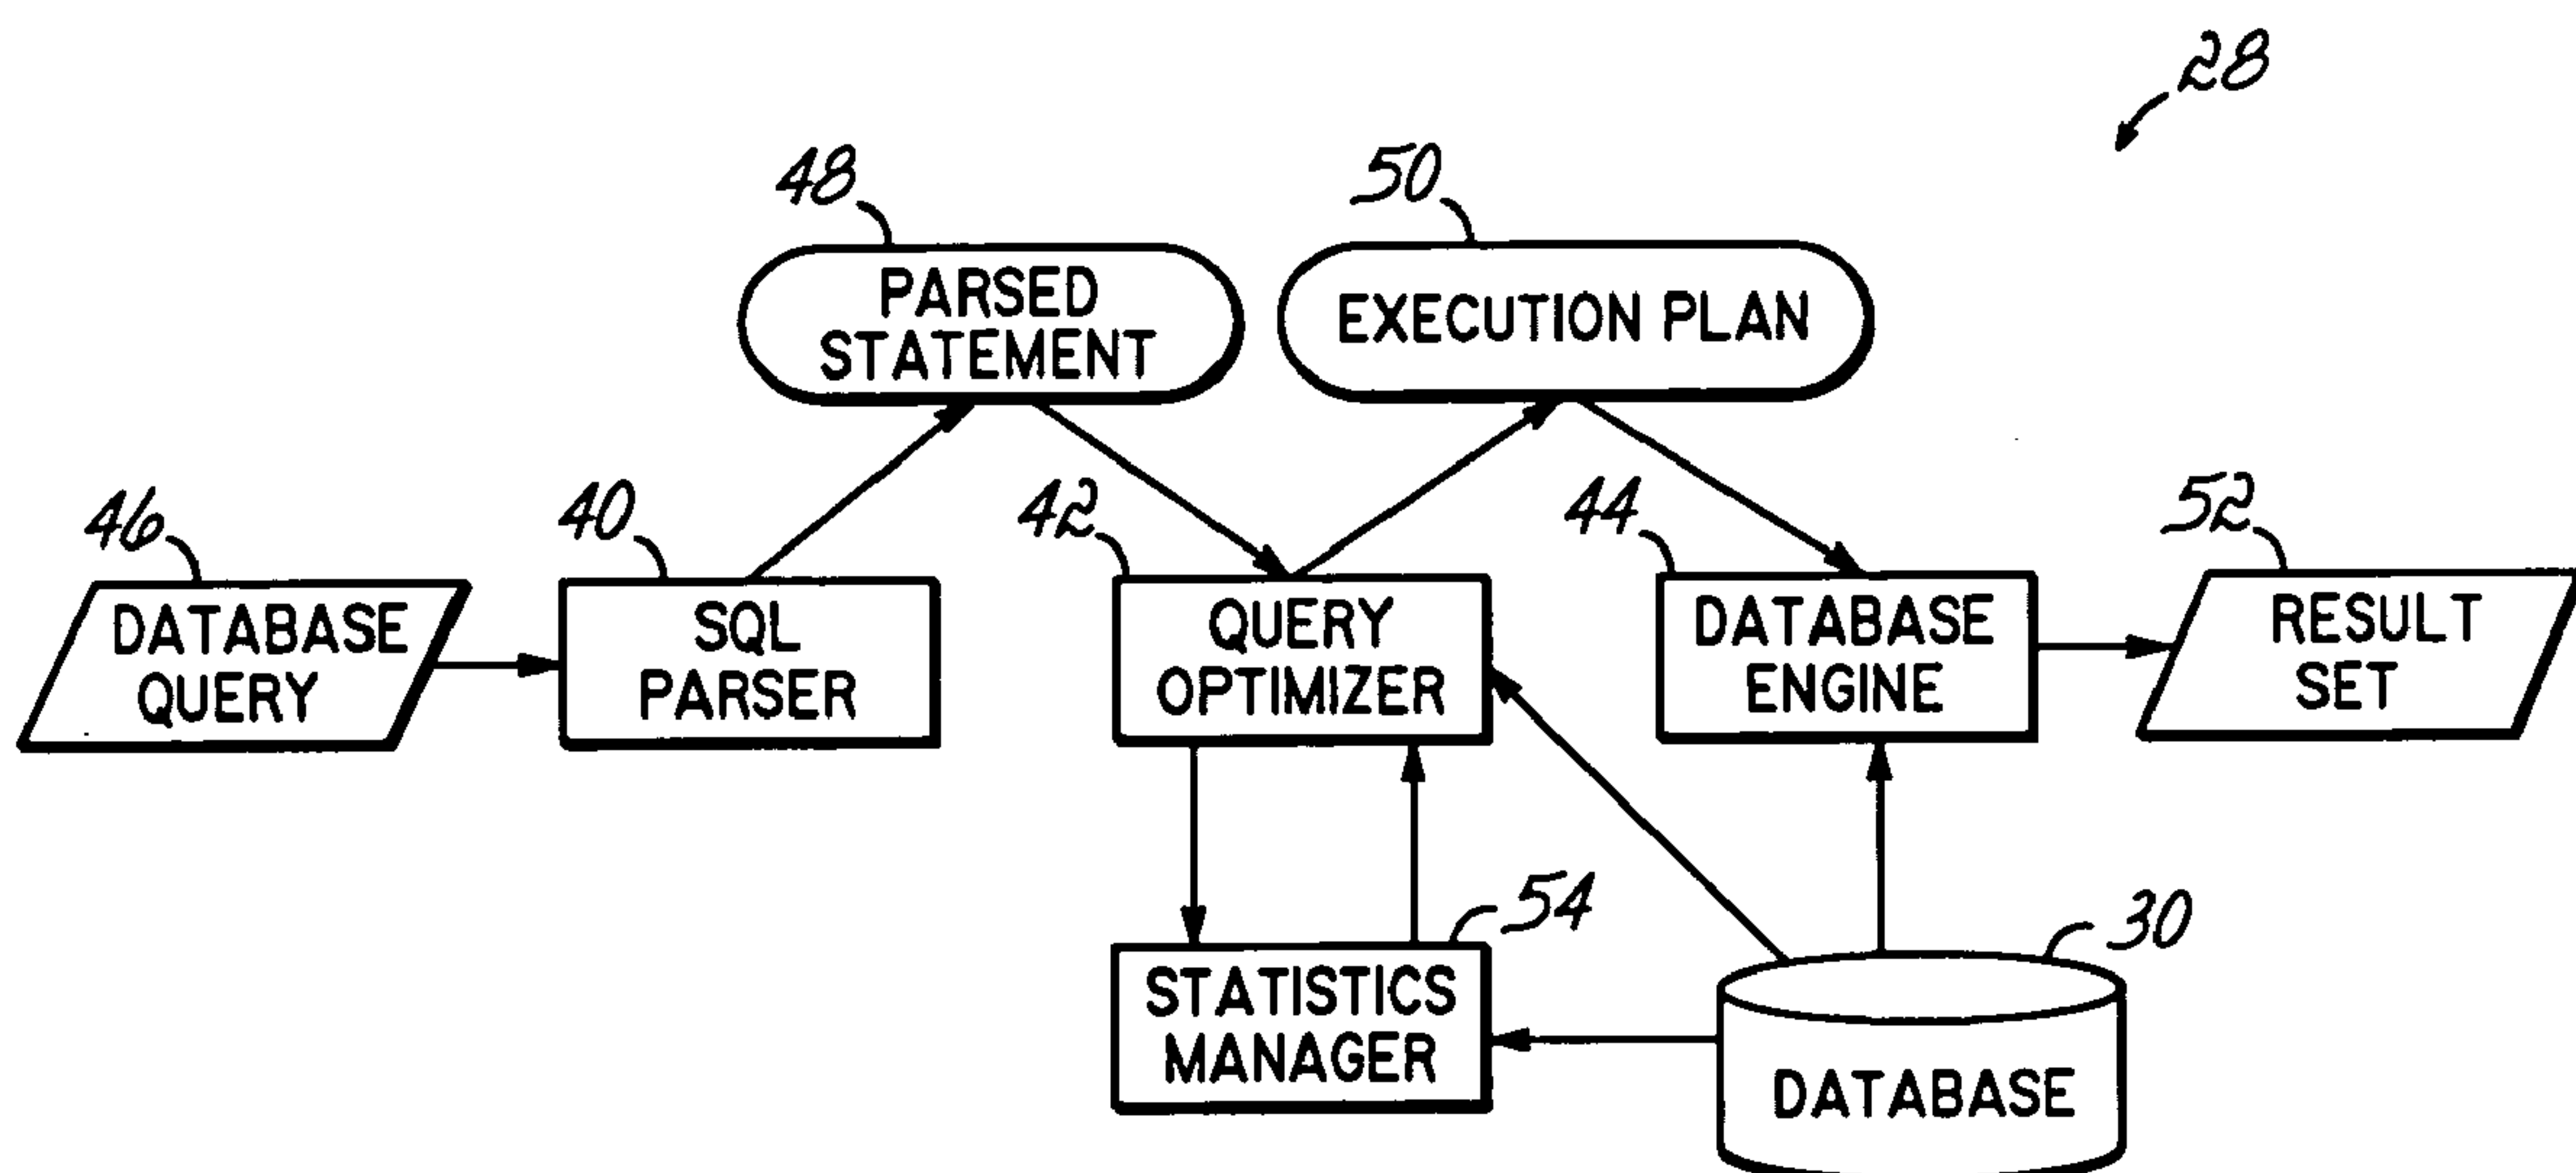 28
48
50
PARSED
STATEMENT
EXECUTION PLAN
46
40
42
44
52
DATABASE
QUERY
SQL
PARSER
QUERY
OPTIMIZER
DATABASE
ENGINE
RESULT
SET
54
30
STATISTICS
MANAGER
DATABASE